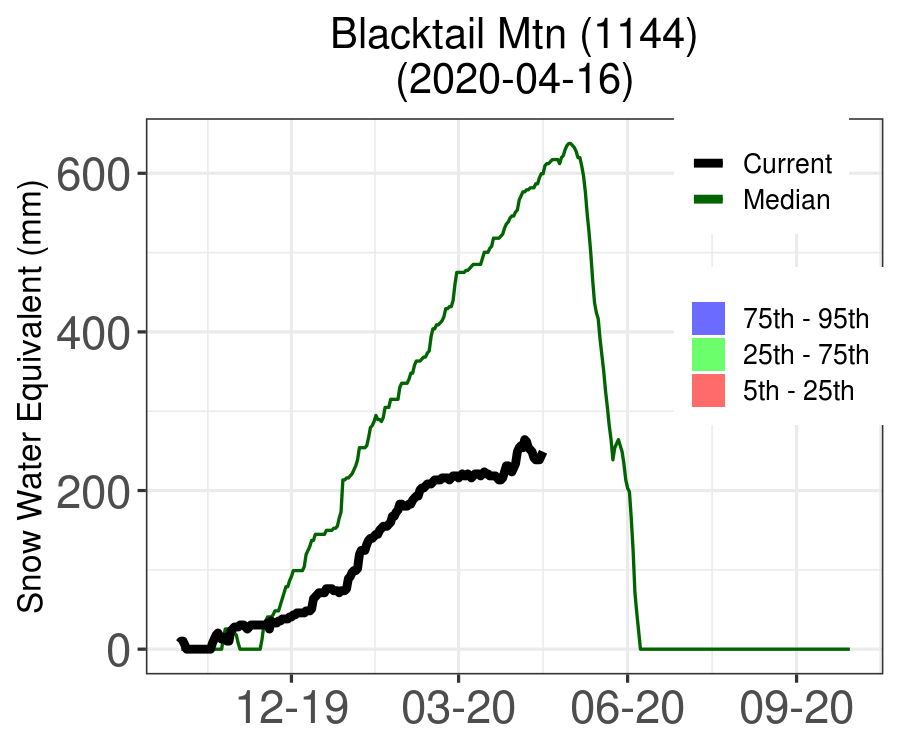 Blacktail Mtn (1144)
(2020-04-16)
Snow Water Equivalent (mm)
600
400
200
0
12-19
03-20
06-20
09-20
Current
Median
75th - 95th
25th - 75th
5th - 25th